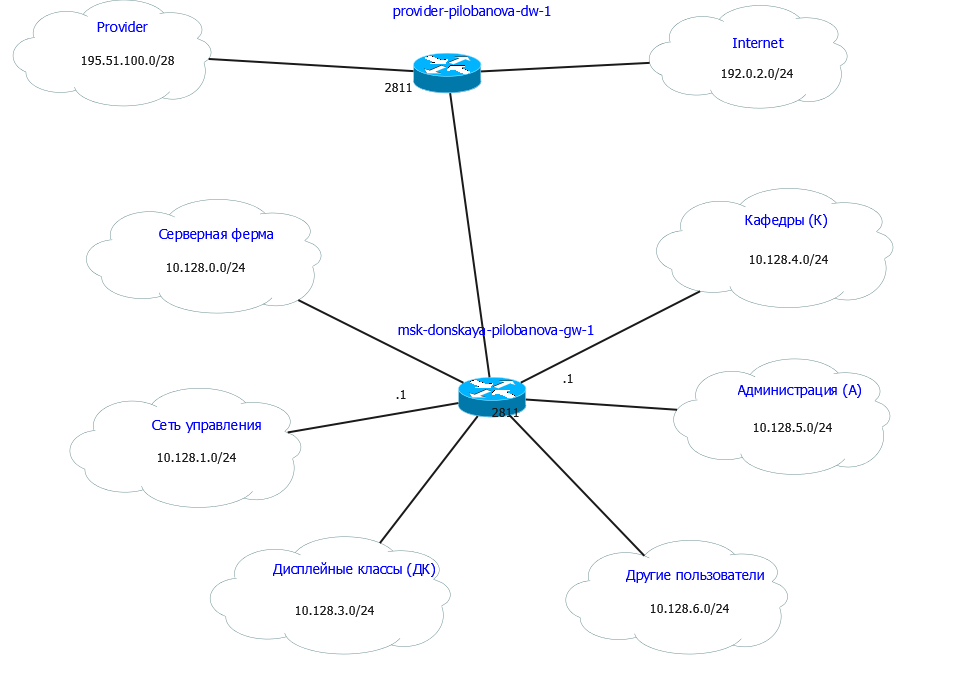 provider-pilobanova-dw-1
Provider
195.51.100.0/28
Internet
192.0.2.0/24
2811
Серверная ферма
10.128.0.0/24
Кафедры (К)
10.128.4.0/24
msk-donskaya-pilobanova-gw-1
.1
.1
2811
Администрация (А)
10.128.5.0/24
Сеть управления
10.128.1.0/24
Дисплейные классы (ДК)
10.128.3.0/24
Другие пользователи
10.128.6.0/24